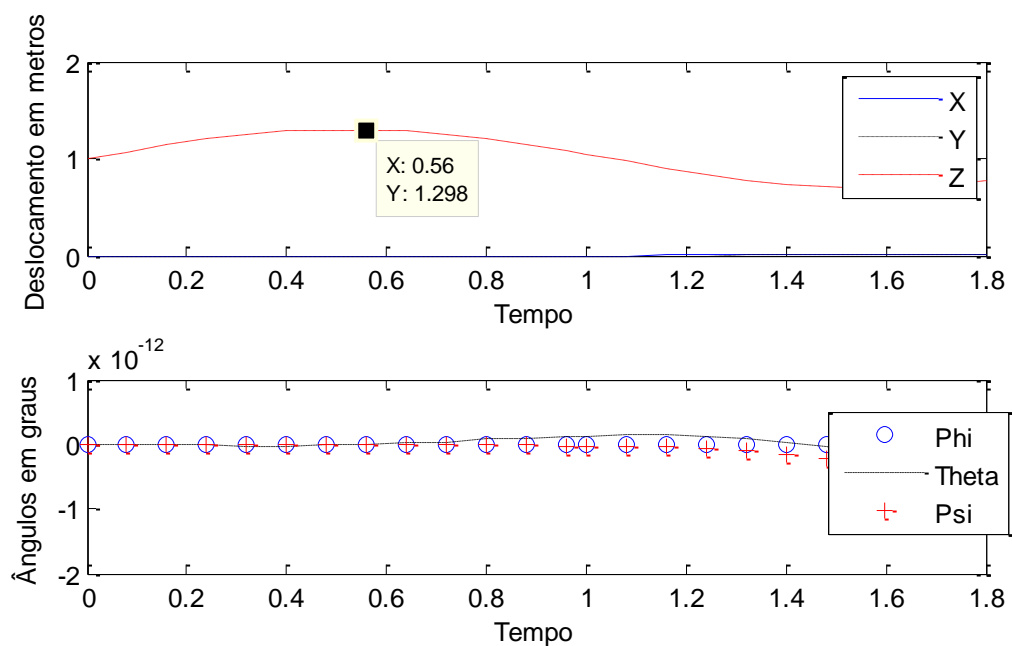 Deslocamento em metros
2
1
0
X: 0.56
Y: 1.298
X
Y
Z
0 0.2 0.4 0.6 0.8 1 1.2 1.4 1.6 1.8
Tempo
x 10^-12
Ângulos em graus
1
0
-1
-2
Phi
Theta
Psi
0 0.2 0.4 0.6 0.8 1 1.2 1.4 1.6 1.8
Tempo